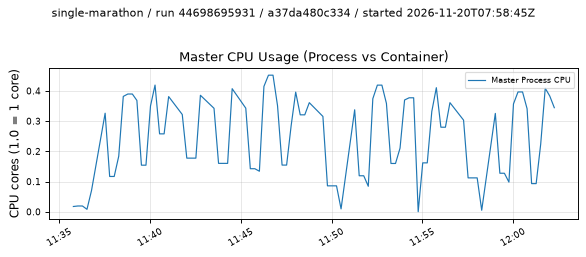 single-marathon / run 44698695931 / a37da480c334 / started 2026-11-20T07:58:45Z
Master CPU Usage (Process vs Container)
Master Process CPU
CPU cores (1.0 = 1 core)
0.4
0.3
0.2
0.1
0.0
11:35
11:40
11:45
11:50
11:55
12:00